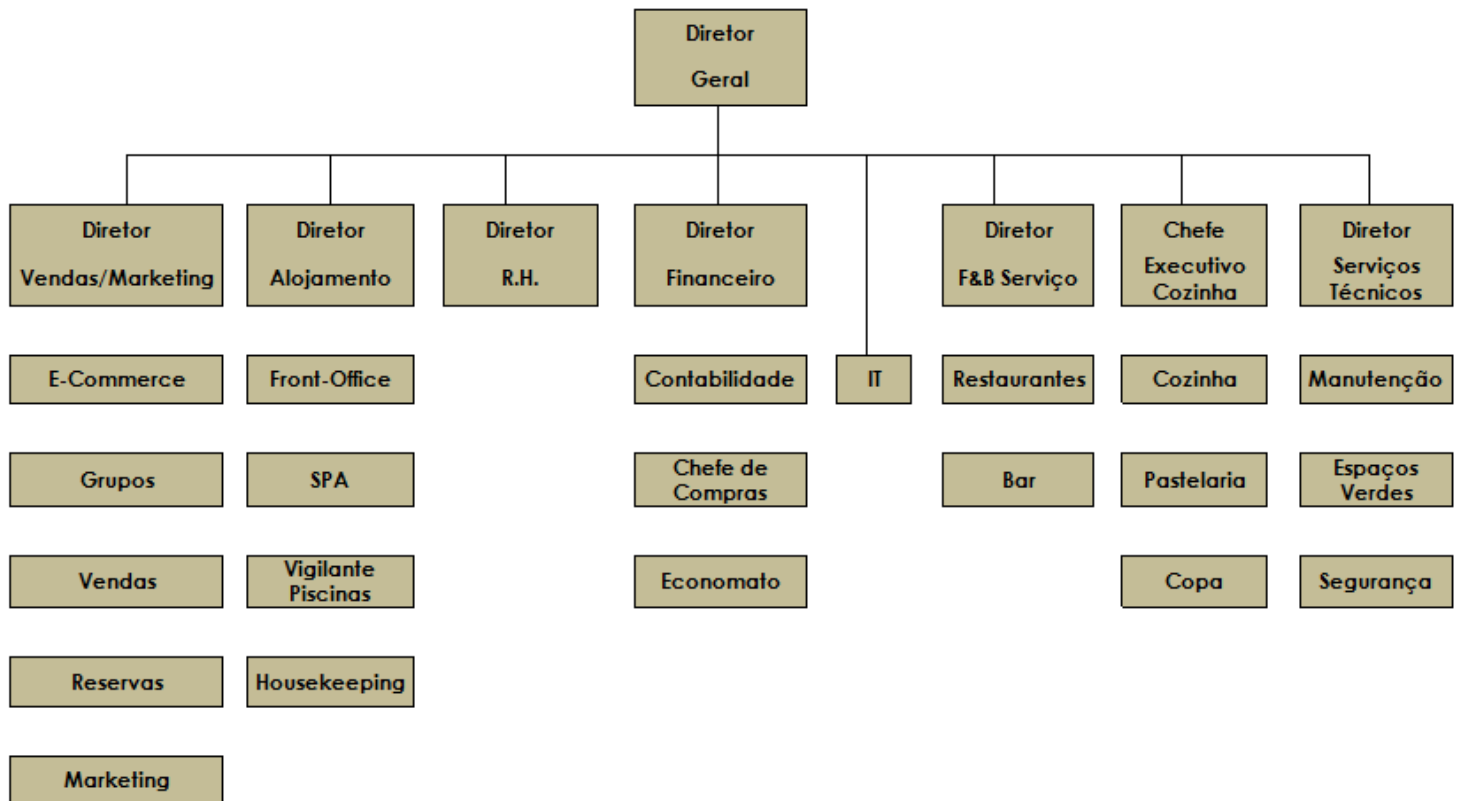 Diretor
Geral
Diretor
Vendas/Marketing
Diretor
Alojamento
Diretor
R.H.
Diretor
Financeiro
Diretor
F&B Serviço
Chefe
Executivo
Cozinha
Diretor
Serviços
Técnicos
E-Commerce
Front-Office
Contabilidade
IT
Restaurantes
Cozinha
Manutenção
Grupos
SPA
Chefe de
Compras
Bar
Pastelaria
Espaços
Verdes
Vendas
Vigilante
Piscinas
Economato
Copa
Segurança
Reservas
Housekeeping
Marketing